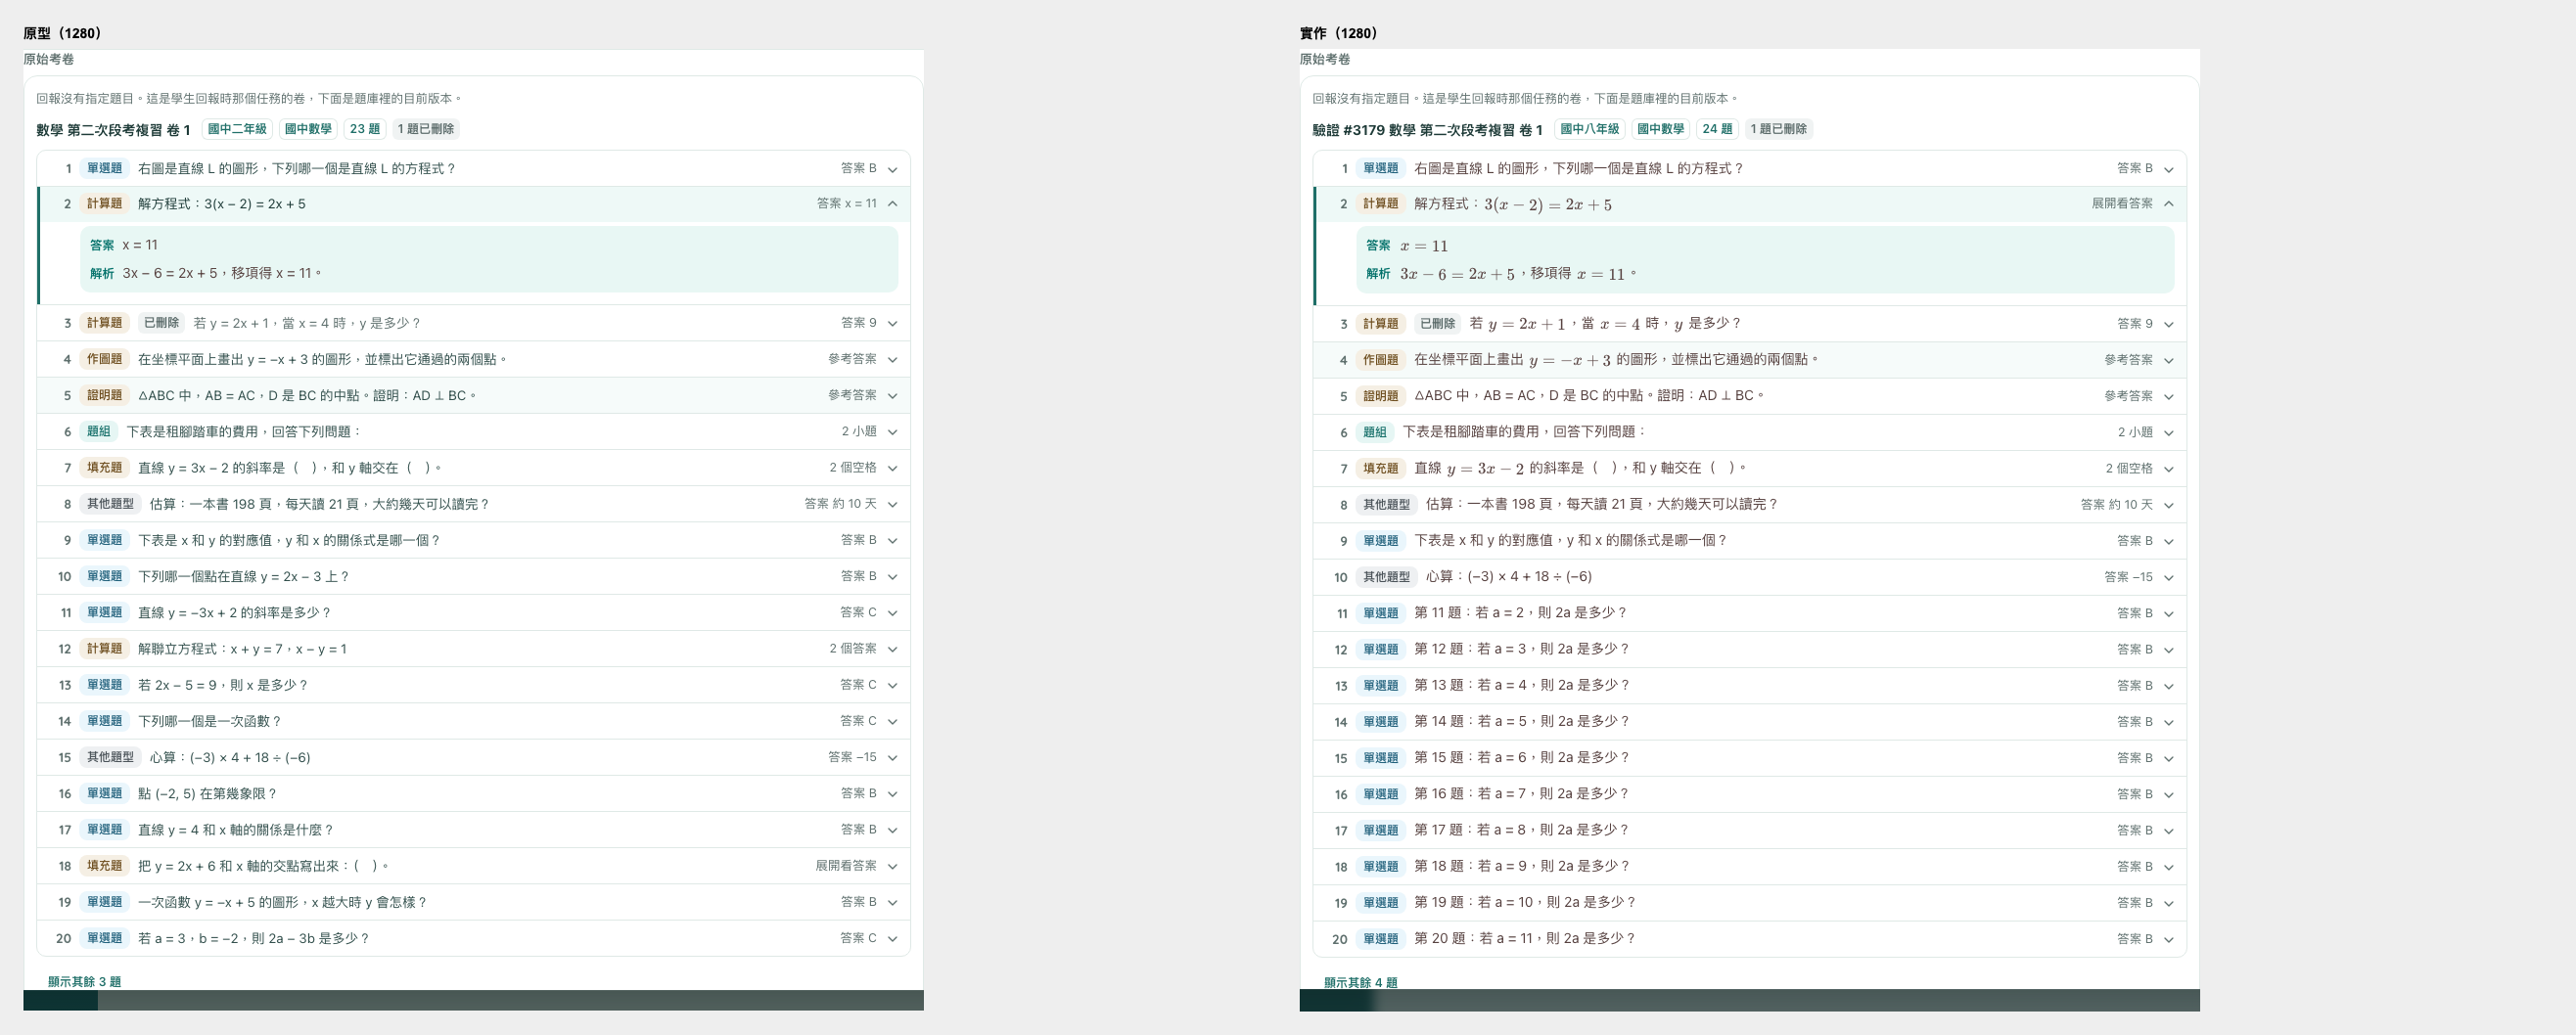 原型（1280）
原始考卷
回報沒有指定題目。這是學生回報時那個任務的卷，下面是題庫裡的目前版本。
數學 第二次段考複習 卷 1 國中二年級 國中數學 23 題 1 題已刪除
1 單選題 右圖是直線 L 的圖形，下列哪一個是直線 L 的方程式？ 答案 B
2 計算題 解方程式：3(x − 2) = 2x + 5 答案 x = 11
答案 x = 11
解析 3x − 6 = 2x + 5，移項得 x = 11。
3 計算題 已刪除 若 y = 2x + 1，當 x = 4 時，y 是多少？ 答案 9
4 作圖題 在坐標平面上畫出 y = −x + 3 的圖形，並標出它通過的兩個點。 參考答案
5 證明題 △ABC 中，AB = AC，D 是 BC 的中點。證明：AD ⊥ BC。 參考答案
6 題組 下表是租腳踏車的費用，回答下列問題： 2 小題
7 填充題 直線 y = 3x − 2 的斜率是（　），和 y 軸交在（　）。 2 個空格
8 其他題型 估算：一本書 198 頁，每天讀 21 頁，大約幾天可以讀完？ 答案 約 10 天
9 單選題 下表是 x 和 y 的對應值，y 和 x 的關係式是哪一個？ 答案 B
10 單選題 下列哪一個點在直線 y = 2x − 3 上？ 答案 B
11 單選題 直線 y = −3x + 2 的斜率是多少？ 答案 C
12 計算題 解聯立方程式：x + y = 7，x − y = 1 2 個答案
13 單選題 若 2x − 5 = 9，則 x 是多少？ 答案 C
14 單選題 下列哪一個是一次函數？ 答案 C
15 其他題型 心算：(−3) × 4 + 18 ÷ (−6) 答案 −15
16 單選題 點 (−2, 5) 在第幾象限？ 答案 B
17 單選題 直線 y = 4 和 x 軸的關係是什麼？ 答案 B
18 填充題 把 y = 2x + 6 和 x 軸的交點寫出來：（　）。 展開看答案
19 單選題 一次函數 y = −x + 5 的圖形，x 越大時 y 會怎樣？ 答案 B
20 單選題 若 a = 3，b = −2，則 2a − 3b 是多少？ 答案 C
顯示其餘 3 題
實作（1280）
原始考卷
回報沒有指定題目。這是學生回報時那個任務的卷，下面是題庫裡的目前版本。
驗證 #3179 數學 第二次段考複習 卷 1 國中八年級 國中數學 24 題 1 題已刪除
1 單選題 右圖是直線 L 的圖形，下列哪一個是直線 L 的方程式？ 答案 B
2 計算題 解方程式：3(x − 2) = 2x + 5 展開看答案
答案 x = 11
解析 3x − 6 = 2x + 5，移項得 x = 11。
3 計算題 已刪除 若 y = 2x + 1，當 x = 4 時，y 是多少？ 答案 9
4 作圖題 在坐標平面上畫出 y = −x + 3 的圖形，並標出它通過的兩個點。 參考答案
5 證明題 △ABC 中，AB = AC，D 是 BC 的中點。證明：AD ⊥ BC。 參考答案
6 題組 下表是租腳踏車的費用，回答下列問題： 2 小題
7 填充題 直線 y = 3x − 2 的斜率是（　），和 y 軸交在（　）。 2 個空格
8 其他題型 估算：一本書 198 頁，每天讀 21 頁，大約幾天可以讀完？ 答案 約 10 天
9 單選題 下表是 x 和 y 的對應值，y 和 x 的關係式是哪一個？ 答案 B
10 其他題型 心算：(−3) × 4 + 18 ÷ (−6) 答案 −15
11 單選題 第 11 題：若 a = 2，則 2a 是多少？ 答案 B
12 單選題 第 12 題：若 a = 3，則 2a 是多少？ 答案 B
13 單選題 第 13 題：若 a = 4，則 2a 是多少？ 答案 B
14 單選題 第 14 題：若 a = 5，則 2a 是多少？ 答案 B
15 單選題 第 15 題：若 a = 6，則 2a 是多少？ 答案 B
16 單選題 第 16 題：若 a = 7，則 2a 是多少？ 答案 B
17 單選題 第 17 題：若 a = 8，則 2a 是多少？ 答案 B
18 單選題 第 18 題：若 a = 9，則 2a 是多少？ 答案 B
19 單選題 第 19 題：若 a = 10，則 2a 是多少？ 答案 B
20 單選題 第 20 題：若 a = 11，則 2a 是多少？ 答案 B
顯示其餘 4 題